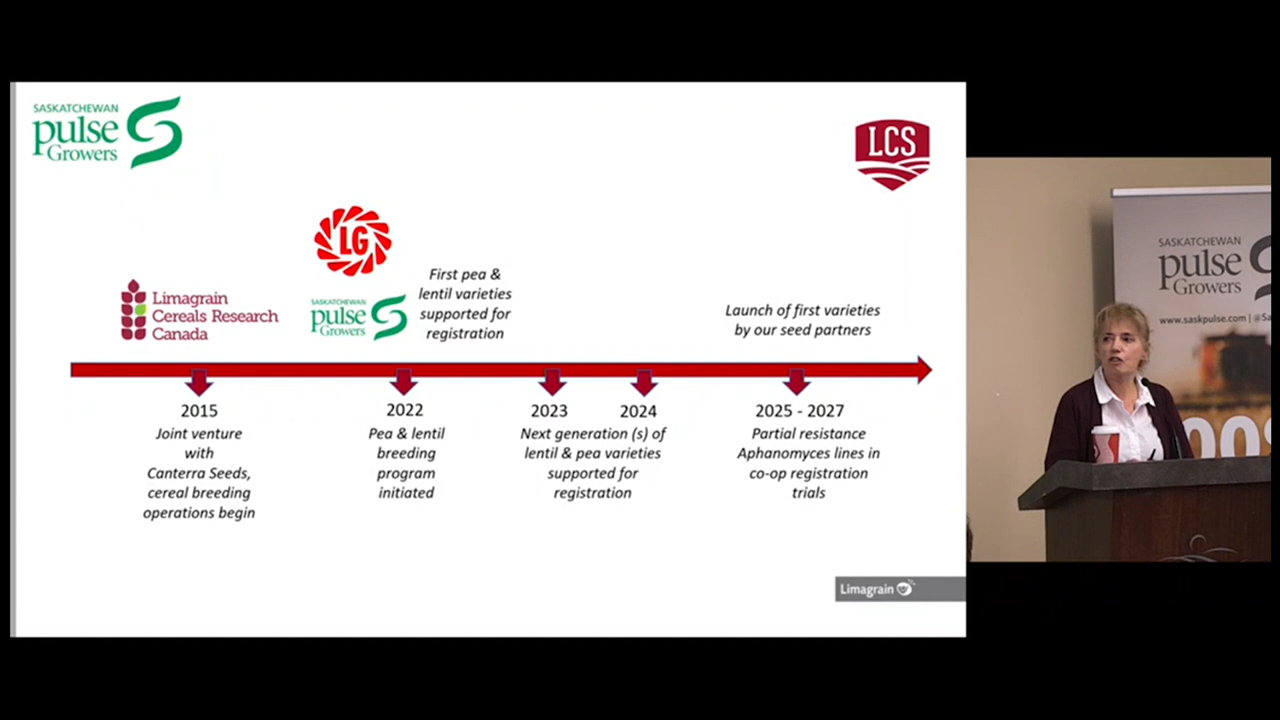 SASKATCHEWAN
pulse
Growers
LCS
LG
First pea &
lentil varieties
supported for
registration
Limagrain
Cereals Research
Canada
SASKATCHEWAN
pulse
Growers
Launch of first varieties
by our seed partners
2015
Joint venture
with
Canterra Seeds,
cereal breeding
operations begin
2022
Pea & lentil
breeding
program
initiated
2023
2024
Next generation (s) of
lentil & pea varieties
supported for
registration
2025 - 2027
Partial resistance
Aphanomyces lines in
co-op registration
trials
Limagrain
SASKATCHEWAN
pulse
Growers
www.saskpulse.com | @Sa